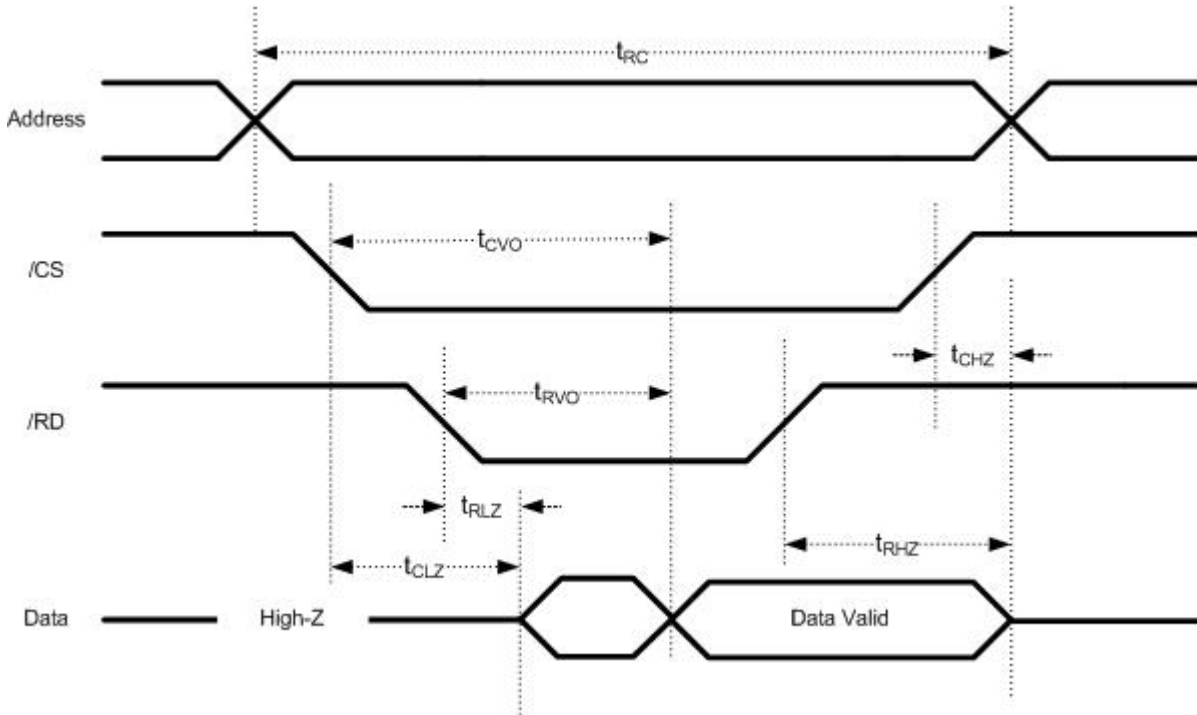 tRC
Address
tCVO
/CS
tCHZ
tRVO
/RD
tRLZ
tRHZ
tCLZ
Data
High-Z
Data Valid